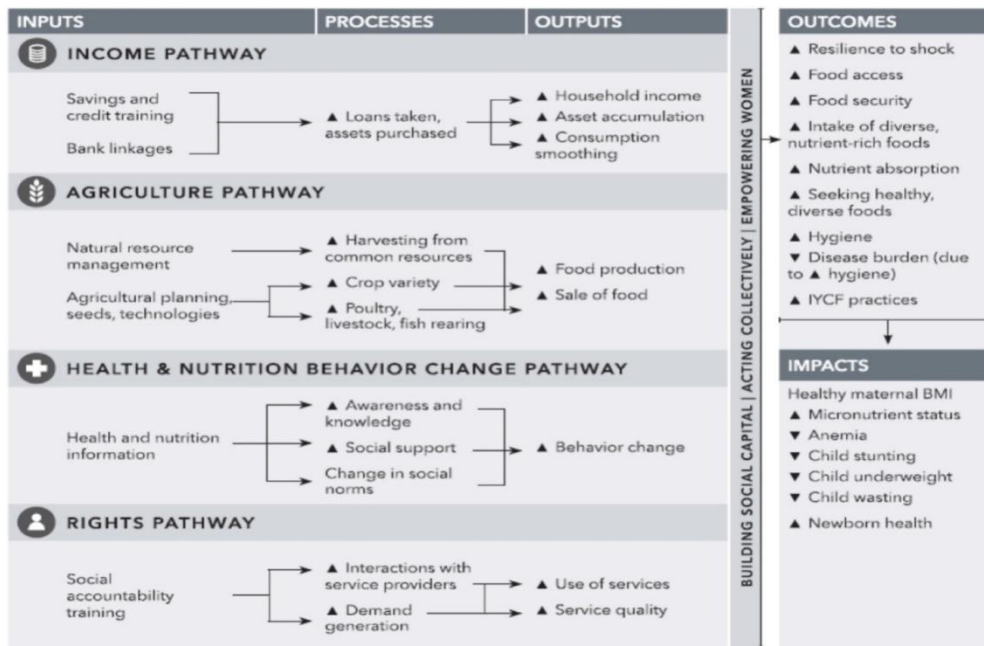 INPUTS
PROCESSES
OUTPUTS
INCOME PATHWAY
Savings and
credit training
Bank linkages
▲ Loans taken,
assets purchased
▲ Household income
▲ Asset accumulation
▲ Consumption
smoothing
AGRICULTURE PATHWAY
Natural resource
management
Agricultural planning,
seeds, technologies
▲ Harvesting from
common resources
▲ Crop variety
▲ Poultry,
livestock, fish rearing
▲ Food production
▲ Sale of food
HEALTH & NUTRITION BEHAVIOR CHANGE PATHWAY
Health and nutrition
information
▲ Awareness and
knowledge
▲ Social support
Change in social
norms
▲ Behavior change
RIGHTS PATHWAY
Social
accountability
training
▲ Interactions with
service providers
▲ Demand
generation
▲ Use of services
▲ Service quality
BUILDING SOCIAL CAPITAL | ACTING COLLECTIVELY | EMPOWERING WOMEN
OUTCOMES
▲ Resilience to shock
▲ Food access
▲ Food security
▲ Intake of diverse,
nutrient-rich foods
▲ Nutrient absorption
▲ Seeking healthy,
diverse foods
▲ Hygiene
▼ Disease burden (due
to ▲ hygiene)
▲ IYCF practices
IMPACTS
Healthy maternal BMI
▲ Micronutrient status
▼ Anemia
▼ Child stunting
▼ Child underweight
▼ Child wasting
▲ Newborn health